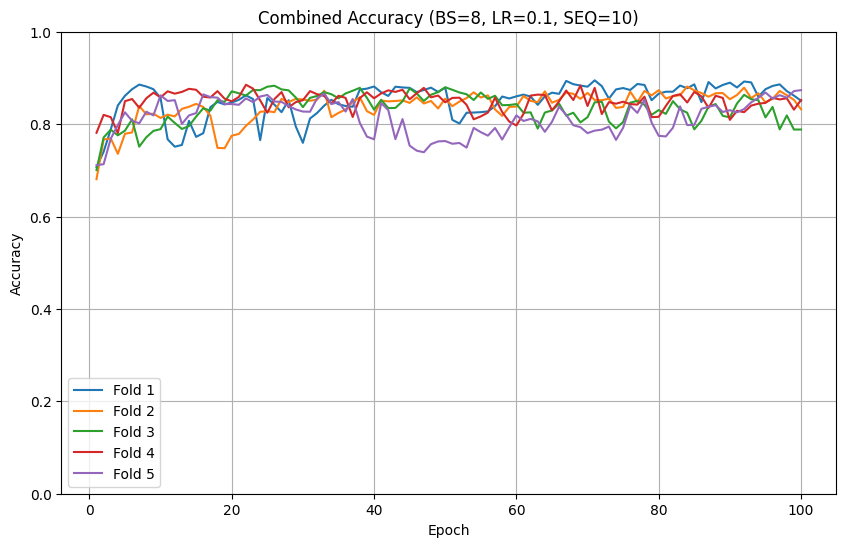 Combined Accuracy (BS=8, LR=0.1, SEQ=10)
1.0
0.8
0.6
0.4
0.2
0.0
Accuracy
Fold 1
Fold 2
Fold 3
Fold 4
Fold 5
0 20 40 60 80 100
Epoch